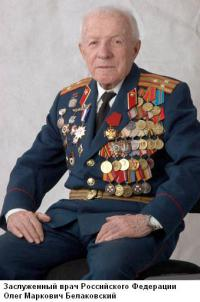 Заслуженный врач Российской Федерации
Олег Маркович Белаковский